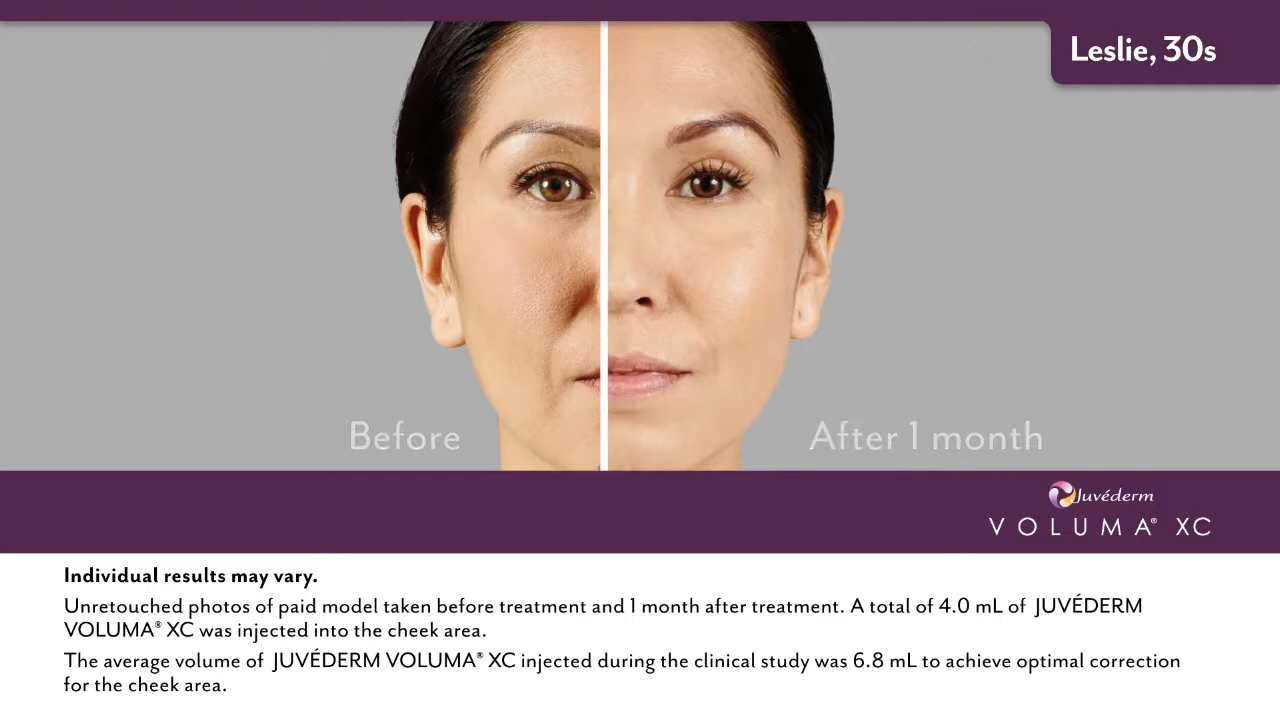 Leslie, 30s
Before
After 1 month
Juvéderm
VOLUMA® XC
Individual results may vary.
Unretouched photos of paid model taken before treatment and 1 month after treatment. A total of 4.0 mL of JUVÉDERM
VOLUMA® XC was injected into the cheek area.
The average volume of JUVÉDERM VOLUMA® XC injected during the clinical study was 6.8 mL to achieve optimal correction
for the cheek area.